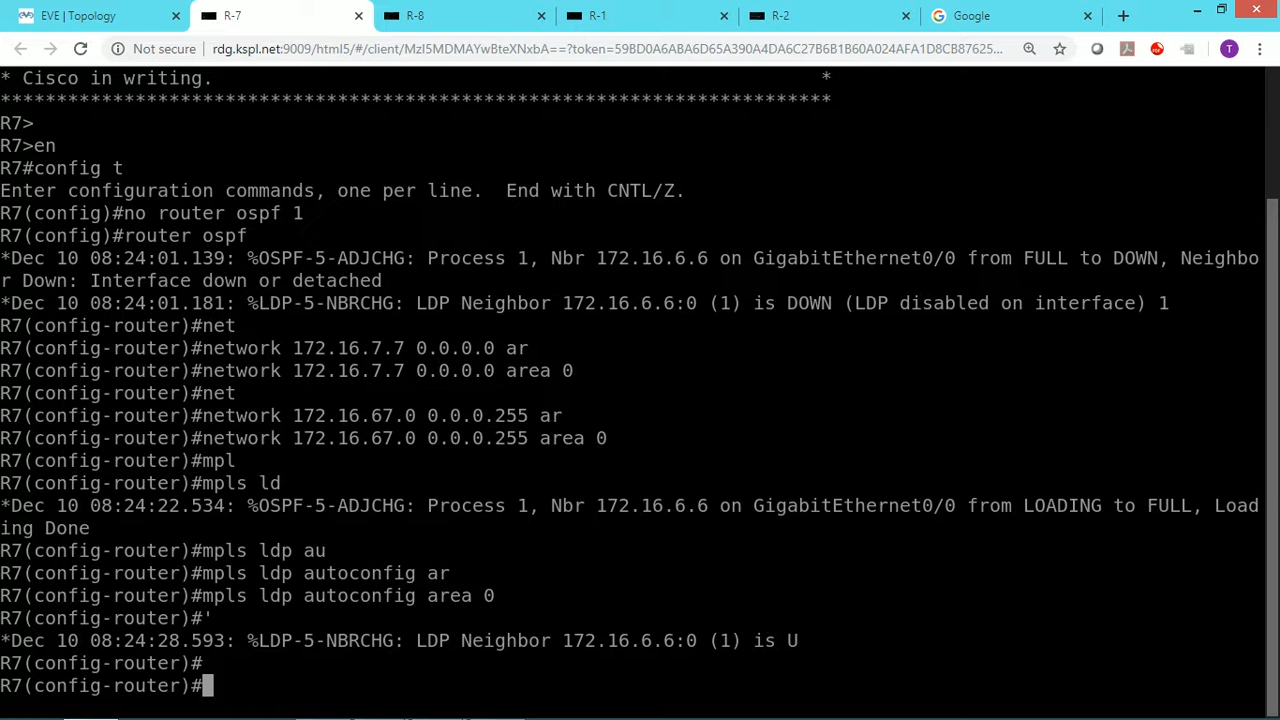 EVE | Topology
R-7
R-8
R-1
R-2
Google
Not secure | rdg.kspl.net:9009/html5/#/client/MzI5MDMAYwBteXNxbA==?token=59BD0A6ABA6D65A390A4DA6C27B6B1B60A024AFA1D8CB87625...
T
* Cisco in writing. *
**************************************************************************
R7>
R7>en
R7#config t
Enter configuration commands, one per line.  End with CNTL/Z.
R7(config)#no router ospf 1
R7(config)#router ospf
*Dec 10 08:24:01.139: %OSPF-5-ADJCHG: Process 1, Nbr 172.16.6.6 on GigabitEthernet0/0 from FULL to DOWN, Neighbo
r Down: Interface down or detached
*Dec 10 08:24:01.181: %LDP-5-NBRCHG: LDP Neighbor 172.16.6.6:0 (1) is DOWN (LDP disabled on interface) 1
R7(config-router)#net
R7(config-router)#network 172.16.7.7 0.0.0.0 ar
R7(config-router)#network 172.16.7.7 0.0.0.0 area 0
R7(config-router)#net
R7(config-router)#network 172.16.67.0 0.0.0.255 ar
R7(config-router)#network 172.16.67.0 0.0.0.255 area 0
R7(config-router)#mpl
R7(config-router)#mpls ld
*Dec 10 08:24:22.534: %OSPF-5-ADJCHG: Process 1, Nbr 172.16.6.6 on GigabitEthernet0/0 from LOADING to FULL, Load
ing Done
R7(config-router)#mpls ldp au
R7(config-router)#mpls ldp autoconfig ar
R7(config-router)#mpls ldp autoconfig area 0
R7(config-router)#'
*Dec 10 08:24:28.593: %LDP-5-NBRCHG: LDP Neighbor 172.16.6.6:0 (1) is U
R7(config-router)#
R7(config-router)#